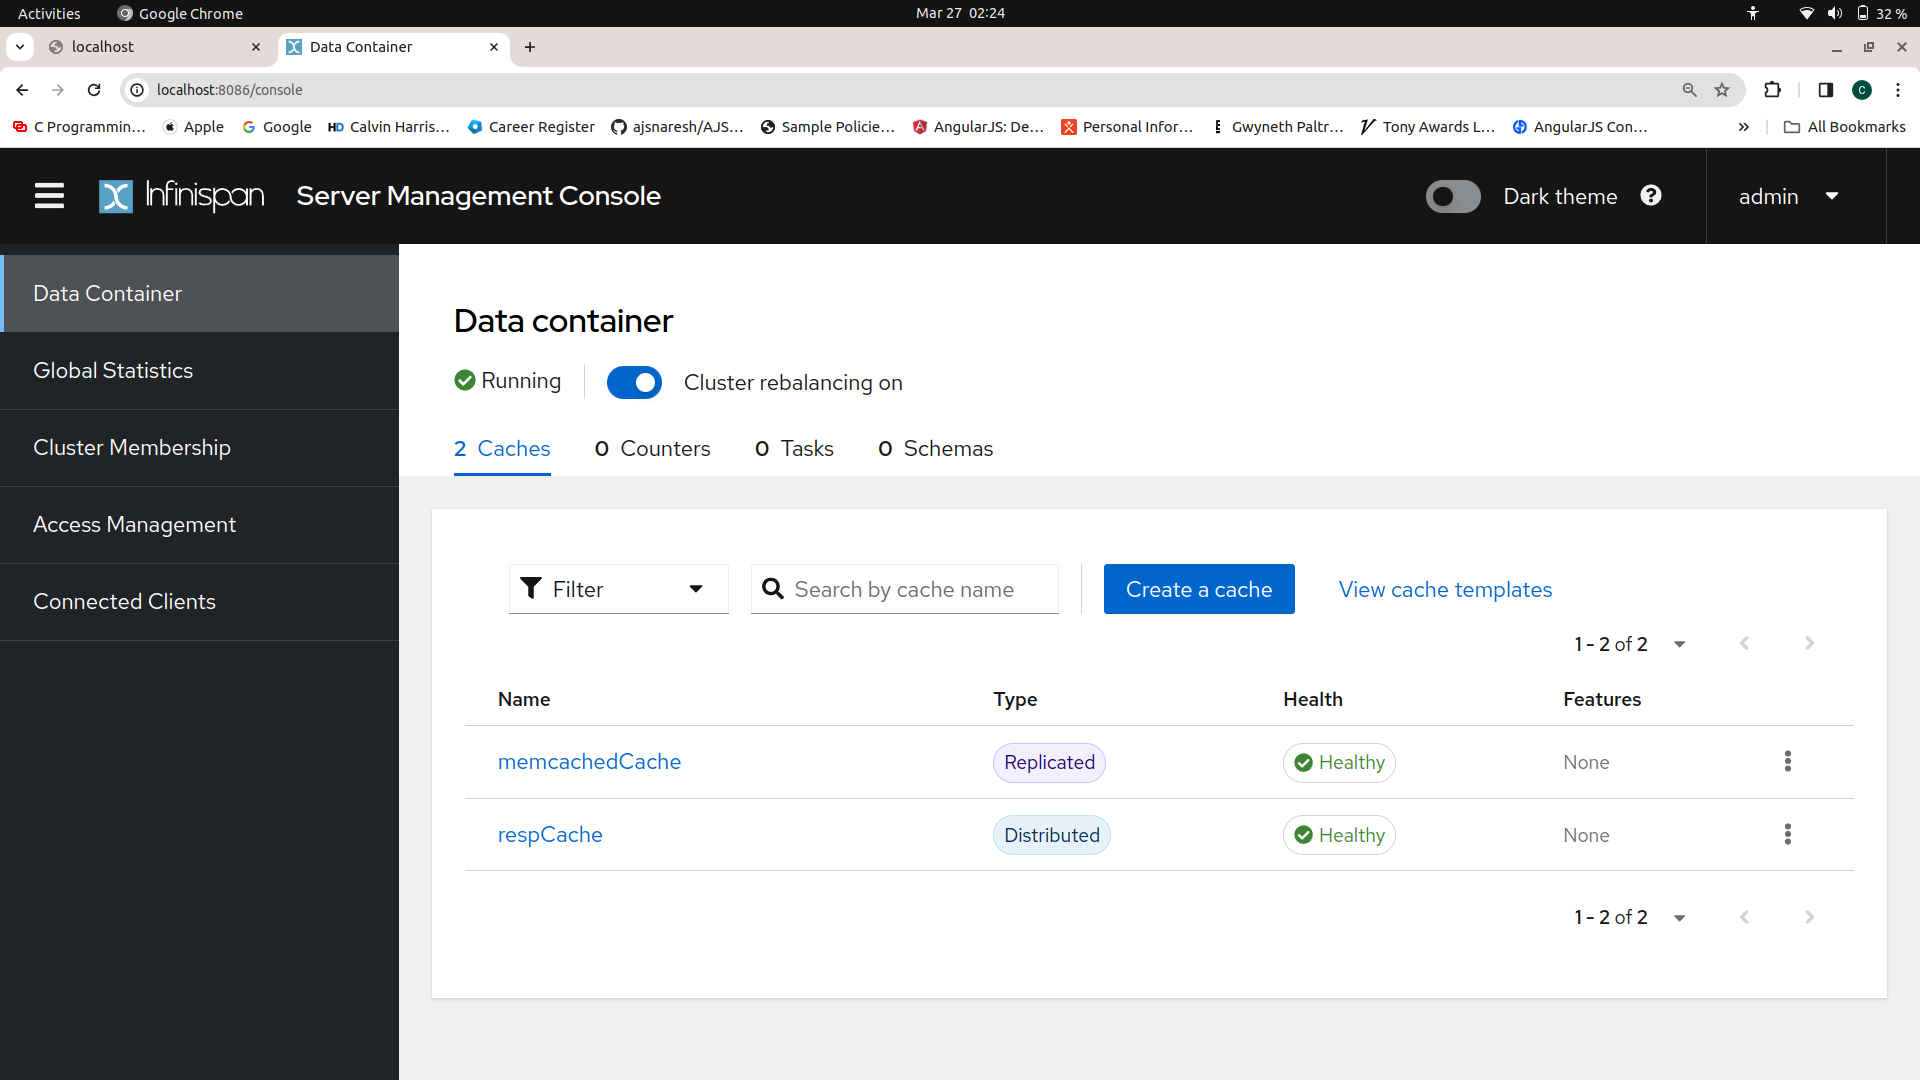 Activities
Google Chrome
Mar 27 02:24
32 %
localhost
Data Container
localhost:8086/console
C Programmin...
Apple
Google
Calvin Harris...
Career Register
ajsnaresh/AJS...
Sample Policie...
AngularJS: De...
Personal Infor...
Gwyneth Paltr...
Tony Awards L...
AngularJS Con...
All Bookmarks
Infinispan
Server Management Console
Dark theme
admin
Data Container
Global Statistics
Cluster Membership
Access Management
Connected Clients
Data container
Running
Cluster rebalancing on
2 Caches
0 Counters
0 Tasks
0 Schemas
Filter
Search by cache name
Create a cache
View cache templates
1 - 2 of 2
Name Type Health Features
memcachedCache Replicated Healthy None
respCache Distributed Healthy None
1 - 2 of 2